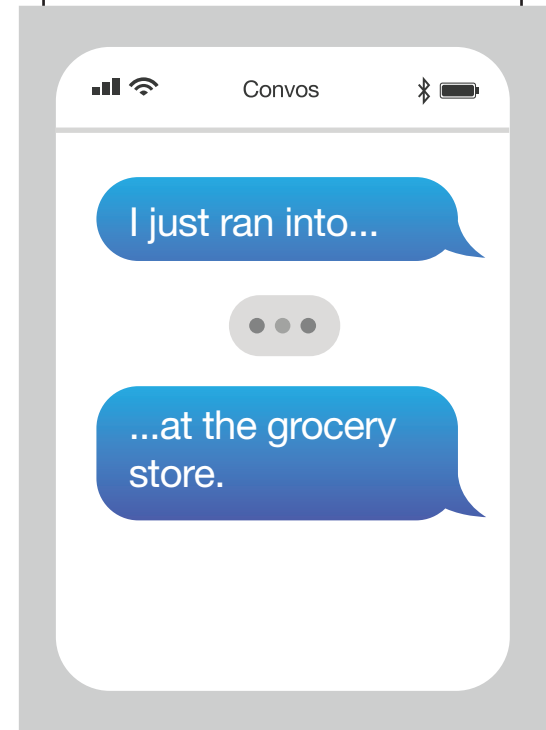 Convos
I just ran into...
...at the grocery
store.